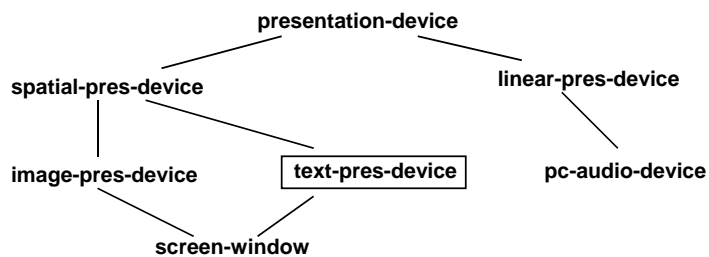 presentation-device
spatial-pres-device
linear-pres-device
image-pres-device
text-pres-device
pc-audio-device
screen-window